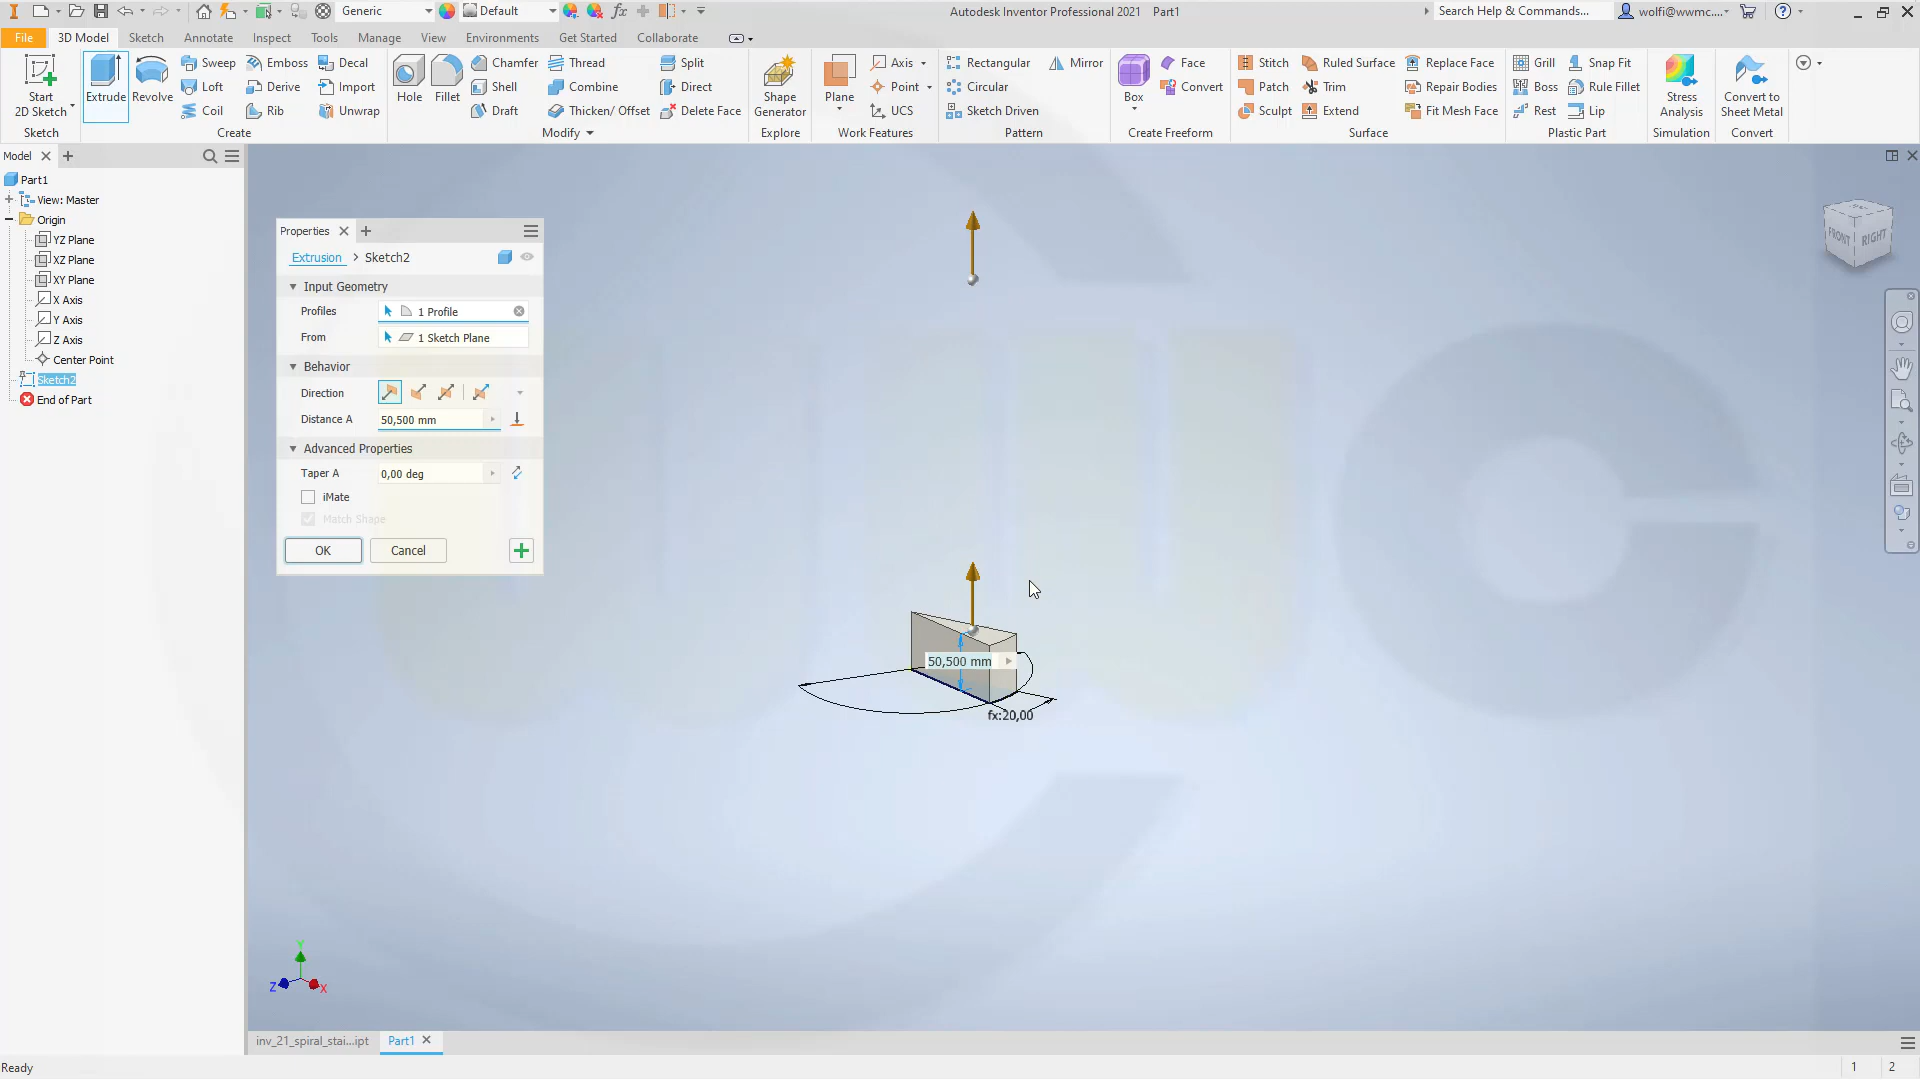 Generic
Default
fx
Autodesk Inventor Professional 2021 Part1
Search Help & Commands...
wolfi@wwmc....
File
3D Model
Sketch
Annotate
Inspect
Tools
Manage
View
Environments
Get Started
Collaborate
Start
2D Sketch
Extrude
Revolve
Sweep
Loft
Coil
Emboss
Derive
Rib
Decal
Import
Unwrap
Hole
Fillet
Chamfer
Shell
Draft
Thread
Combine
Thicken/ Offset
Split
Direct
Delete Face
Shape
Generator
Plane
Axis
Point
UCS
Rectangular
Circular
Sketch Driven
Mirror
Box
Face
Convert
Stitch
Patch
Sculpt
Ruled Surface
Trim
Extend
Replace Face
Repair Bodies
Fit Mesh Face
Grill
Boss
Rest
Snap Fit
Rule Fillet
Lip
Stress
Analysis
Convert to
Sheet Metal
Sketch
Create
Modify
Explore
Work Features
Pattern
Create Freeform
Surface
Plastic Part
Simulation
Convert
Model
Part1
View: Master
Origin
YZ Plane
XZ Plane
XY Plane
X Axis
Y Axis
Z Axis
Center Point
Sketch2
End of Part
Properties
Extrusion > Sketch2
Input Geometry
Profiles 1 Profile
From 1 Sketch Plane
Behavior
Direction
Distance A 50,500 mm
Advanced Properties
Taper A 0,00 deg
iMate
Match Shape
OK
Cancel
FRONT
RIGHT
50,500 mm
fx:20,00
Y
Z
X
inv_21_spiral_stai...ipt
Part1
Ready
1
2